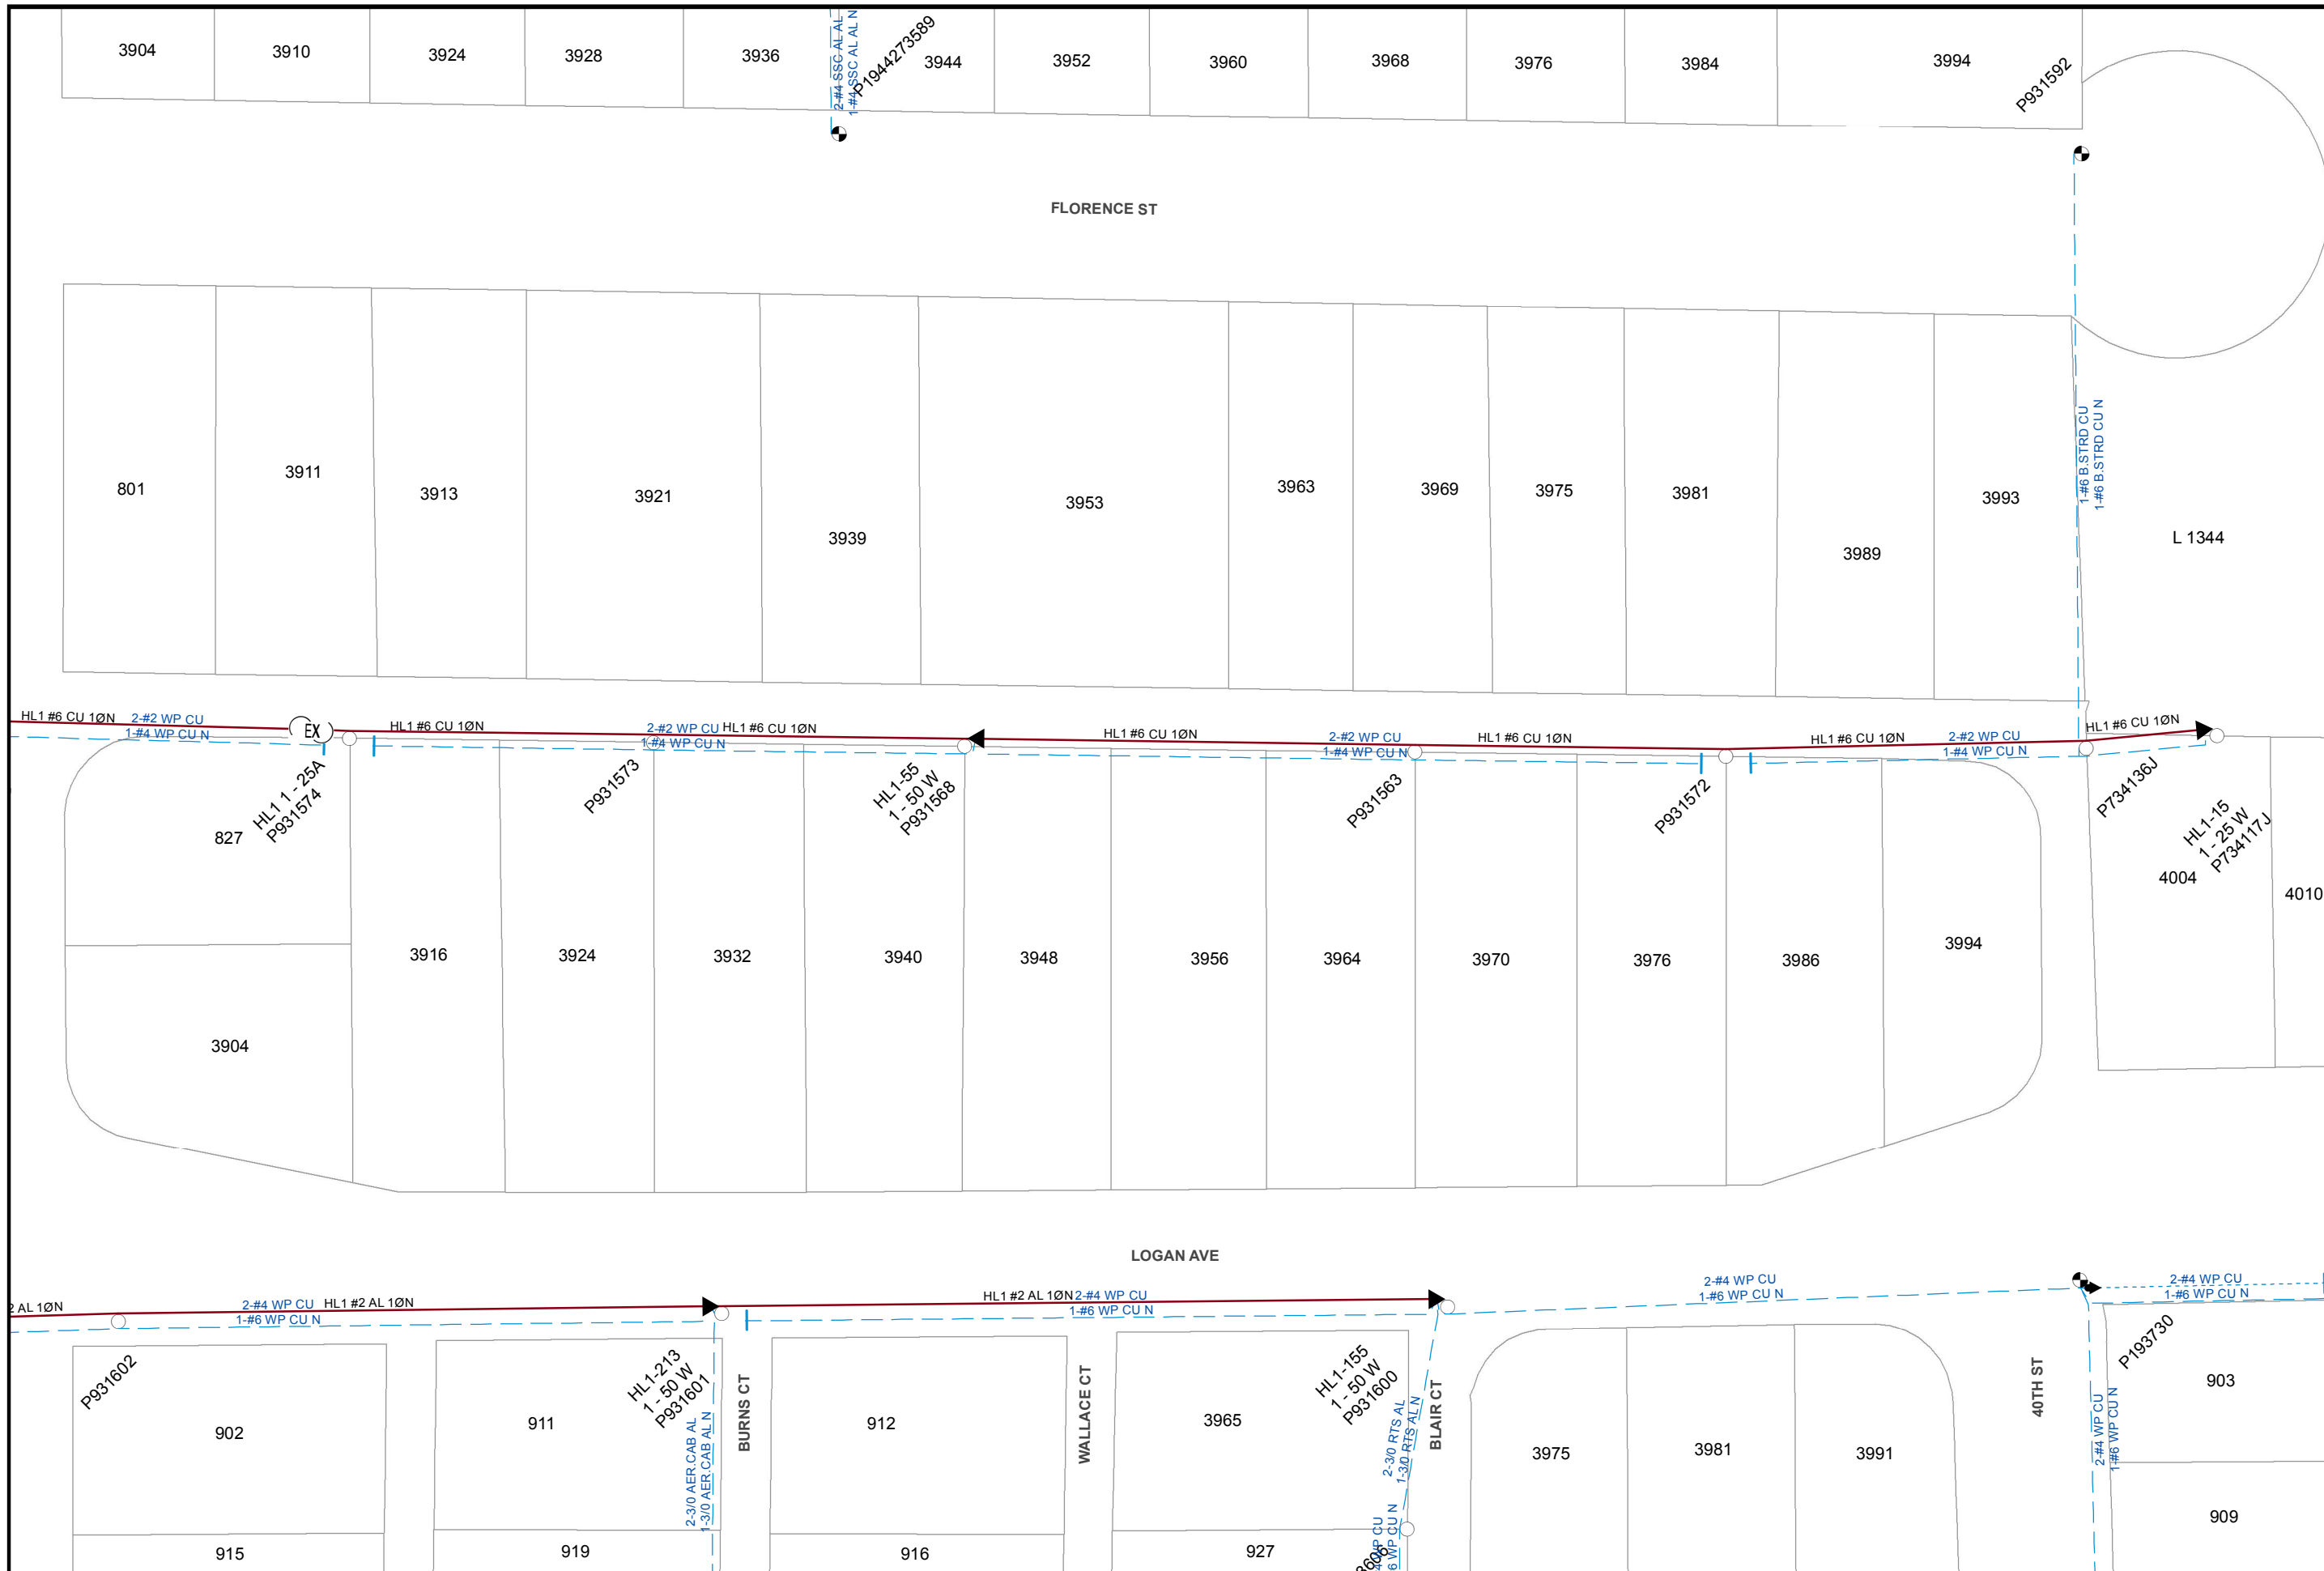 3904
3910
3924
3928
3936
2-#4 SSC AL AL
1-#4 SSC AL AL N
P1944273589
3944
3952
3960
3968
3976
3984
3994
P931592
FLORENCE ST
801
3911
3913
3921
3939
3953
3963
3969
3975
3981
3989
3993
1-#6 B.STRD CU
1-#6 B.STRD CU N
L 1344
HL1 #6 CU 1ØN
2-#2 WP CU
1-#4 WP CU N
EX
HL1 #6 CU 1ØN
2-#2 WP CU
1-#4 WP CU N
HL1 #6 CU 1ØN
HL1 #6 CU 1ØN
2-#2 WP CU
1-#4 WP CU N
HL1 #6 CU 1ØN
HL1 #6 CU 1ØN
2-#2 WP CU
1-#4 WP CU N
HL1 #6 CU 1ØN
HL1 1 - 25A
P931574
P931573
HL1-55
1 - 50 W
P931568
P931563
P931572
P734136J
HL1-15
1 - 25 W
P734117J
827
3904
3916
3924
3932
3940
3948
3956
3964
3970
3976
3986
3994
4004
4010
LOGAN AVE
2 AL 1ØN
2-#4 WP CU
1-#6 WP CU N
HL1 #2 AL 1ØN
HL1 #2 AL 1ØN
2-#4 WP CU
1-#6 WP CU N
2-#4 WP CU
1-#6 WP CU N
2-#4 WP CU
1-#6 WP CU N
P931602
HL1-213
1 - 50 W
P931601
HL1-155
1 - 50 W
P931600
P193730
902
911
2-3/0 AER.CAB AL
1-3/0 AER.CAB AL N
BURNS CT
912
WALLACE CT
3965
2-3/0 RTS AL
1-3/0 RTS AL N
BLAIR CT
3975
3981
3991
40TH ST
2-#4 WP CU
1-#6 WP CU N
903
909
915
919
916
927
WP CU
6 WP CU N